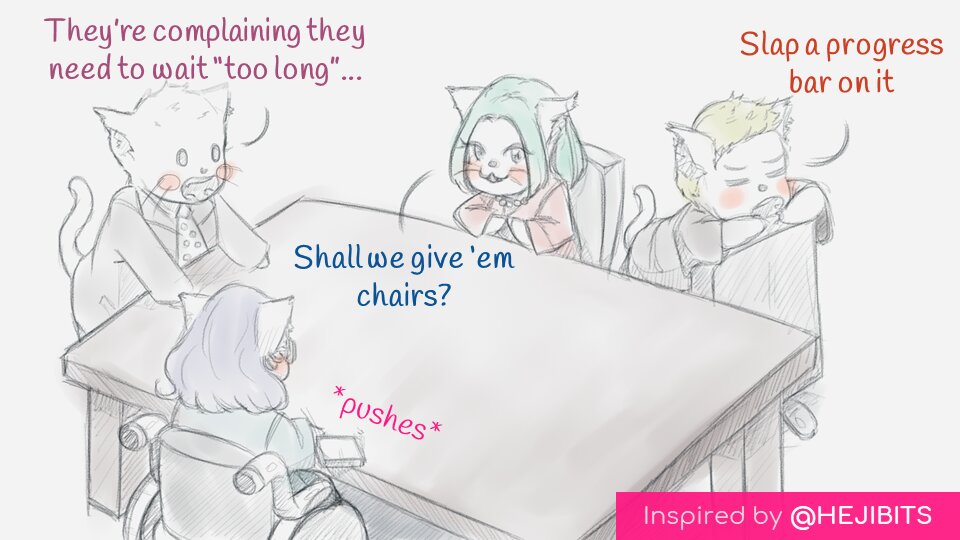 They're complaining they
need to wait "too long"...
Slap a progress
bar on it
Shall we give 'em
chairs?
*pushes*
Inspired by @HEJIBITS